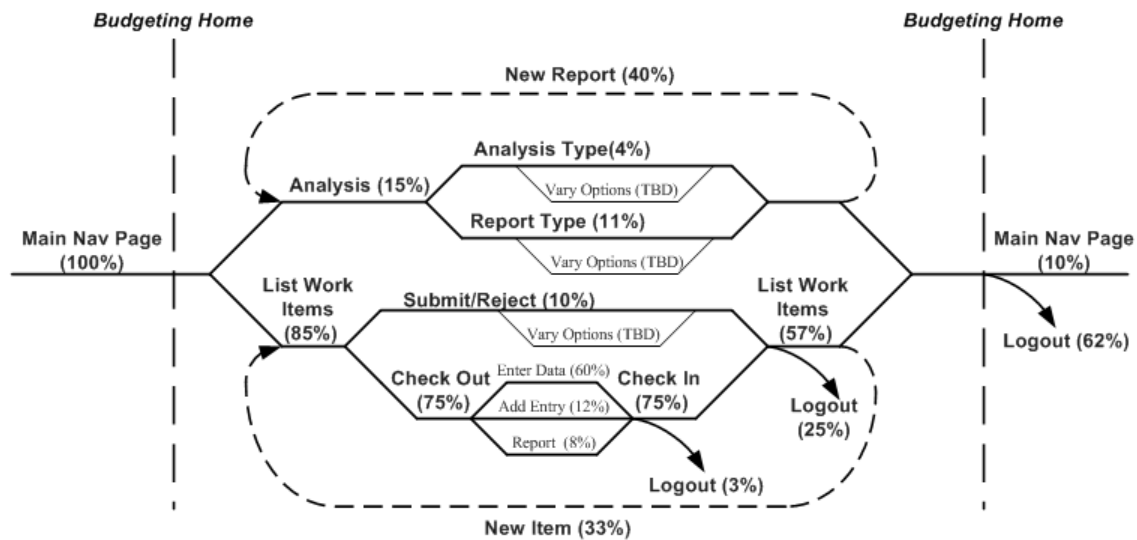 Budgeting Home
Budgeting Home
New Report (40%)
Analysis Type(4%)
Analysis (15%)
Vary Options (TBD)
Report Type (11%)
Main Nav Page
(100%)
Vary Options (TBD)
Main Nav Page
(10%)
List Work
Items
(85%)
Submit/Reject (10%)
Vary Options (TBD)
List Work
Items
(57%)
Logout (62%)
Check Out
(75%)
Enter Data (60%)
Add Entry (12%)
Report (8%)
Check In
(75%)
Logout
(25%)
Logout (3%)
New Item (33%)